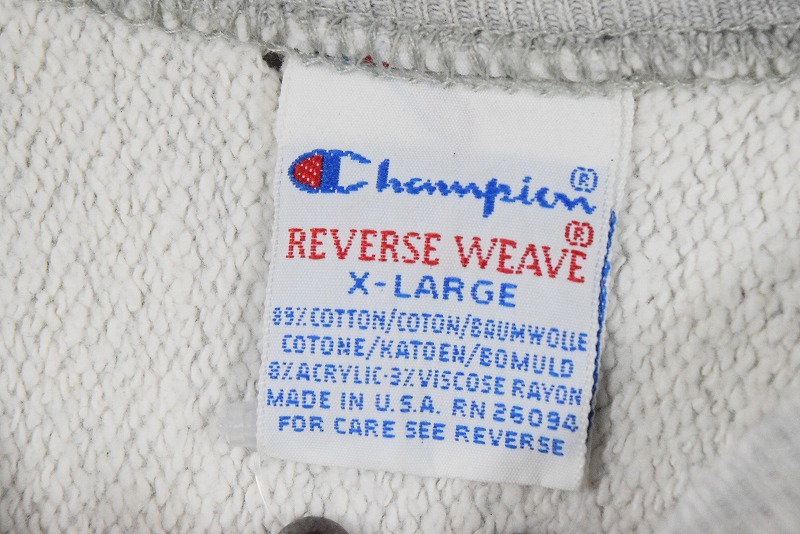 Champion®
REVERSE WEAVE®
X-LARGE
89% COTTON/COTON/BAUMWOLLE
COTONE/KATOEN/BOMULD
8% ACRYLIC-3% VISCOSE RAYON
MADE IN U.S.A. RN 26094
FOR CARE SEE REVERSE